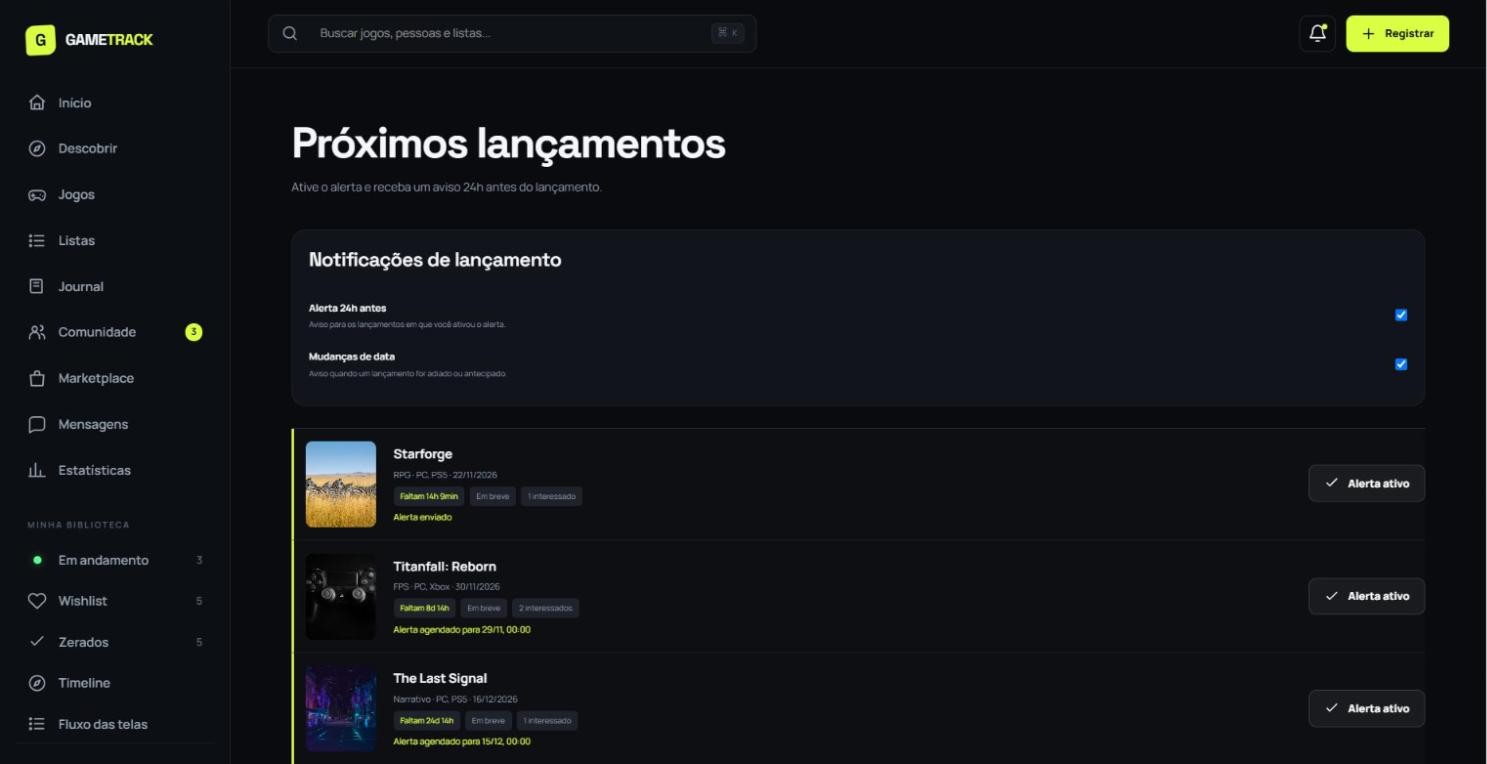 G GAMETRACK
Buscar jogos, pessoas e listas...
⌘ K
Registrar
Início
Descobrir
Jogos
Listas
Journal
Comunidade 3
Marketplace
Mensagens
Estatísticas
MINHA BIBLIOTECA
Em andamento 3
Wishlist 5
Zerados 5
Timeline
Fluxo das telas
Próximos lançamentos
Ative o alerta e receba um aviso 24h antes do lançamento.
Notificações de lançamento
Alerta 24h antes
Aviso para os lançamentos em que você ativou o alerta.
Mudanças de data
Aviso quando um lançamento for adiado ou antecipado.
Starforge
RPG · PC, PS5 · 22/11/2026
Faltam 14h 9min Em breve 1 interessado
Alerta enviado
Alerta ativo
Titanfall: Reborn
FPS · PC, Xbox · 30/11/2026
Faltam 8d 14h Em breve 2 interessados
Alerta agendado para 29/11, 00:00
Alerta ativo
The Last Signal
Narrativo · PC, PS5 · 16/12/2026
Faltam 24d 14h Em breve 1 interessado
Alerta agendado para 15/12, 00:00
Alerta ativo